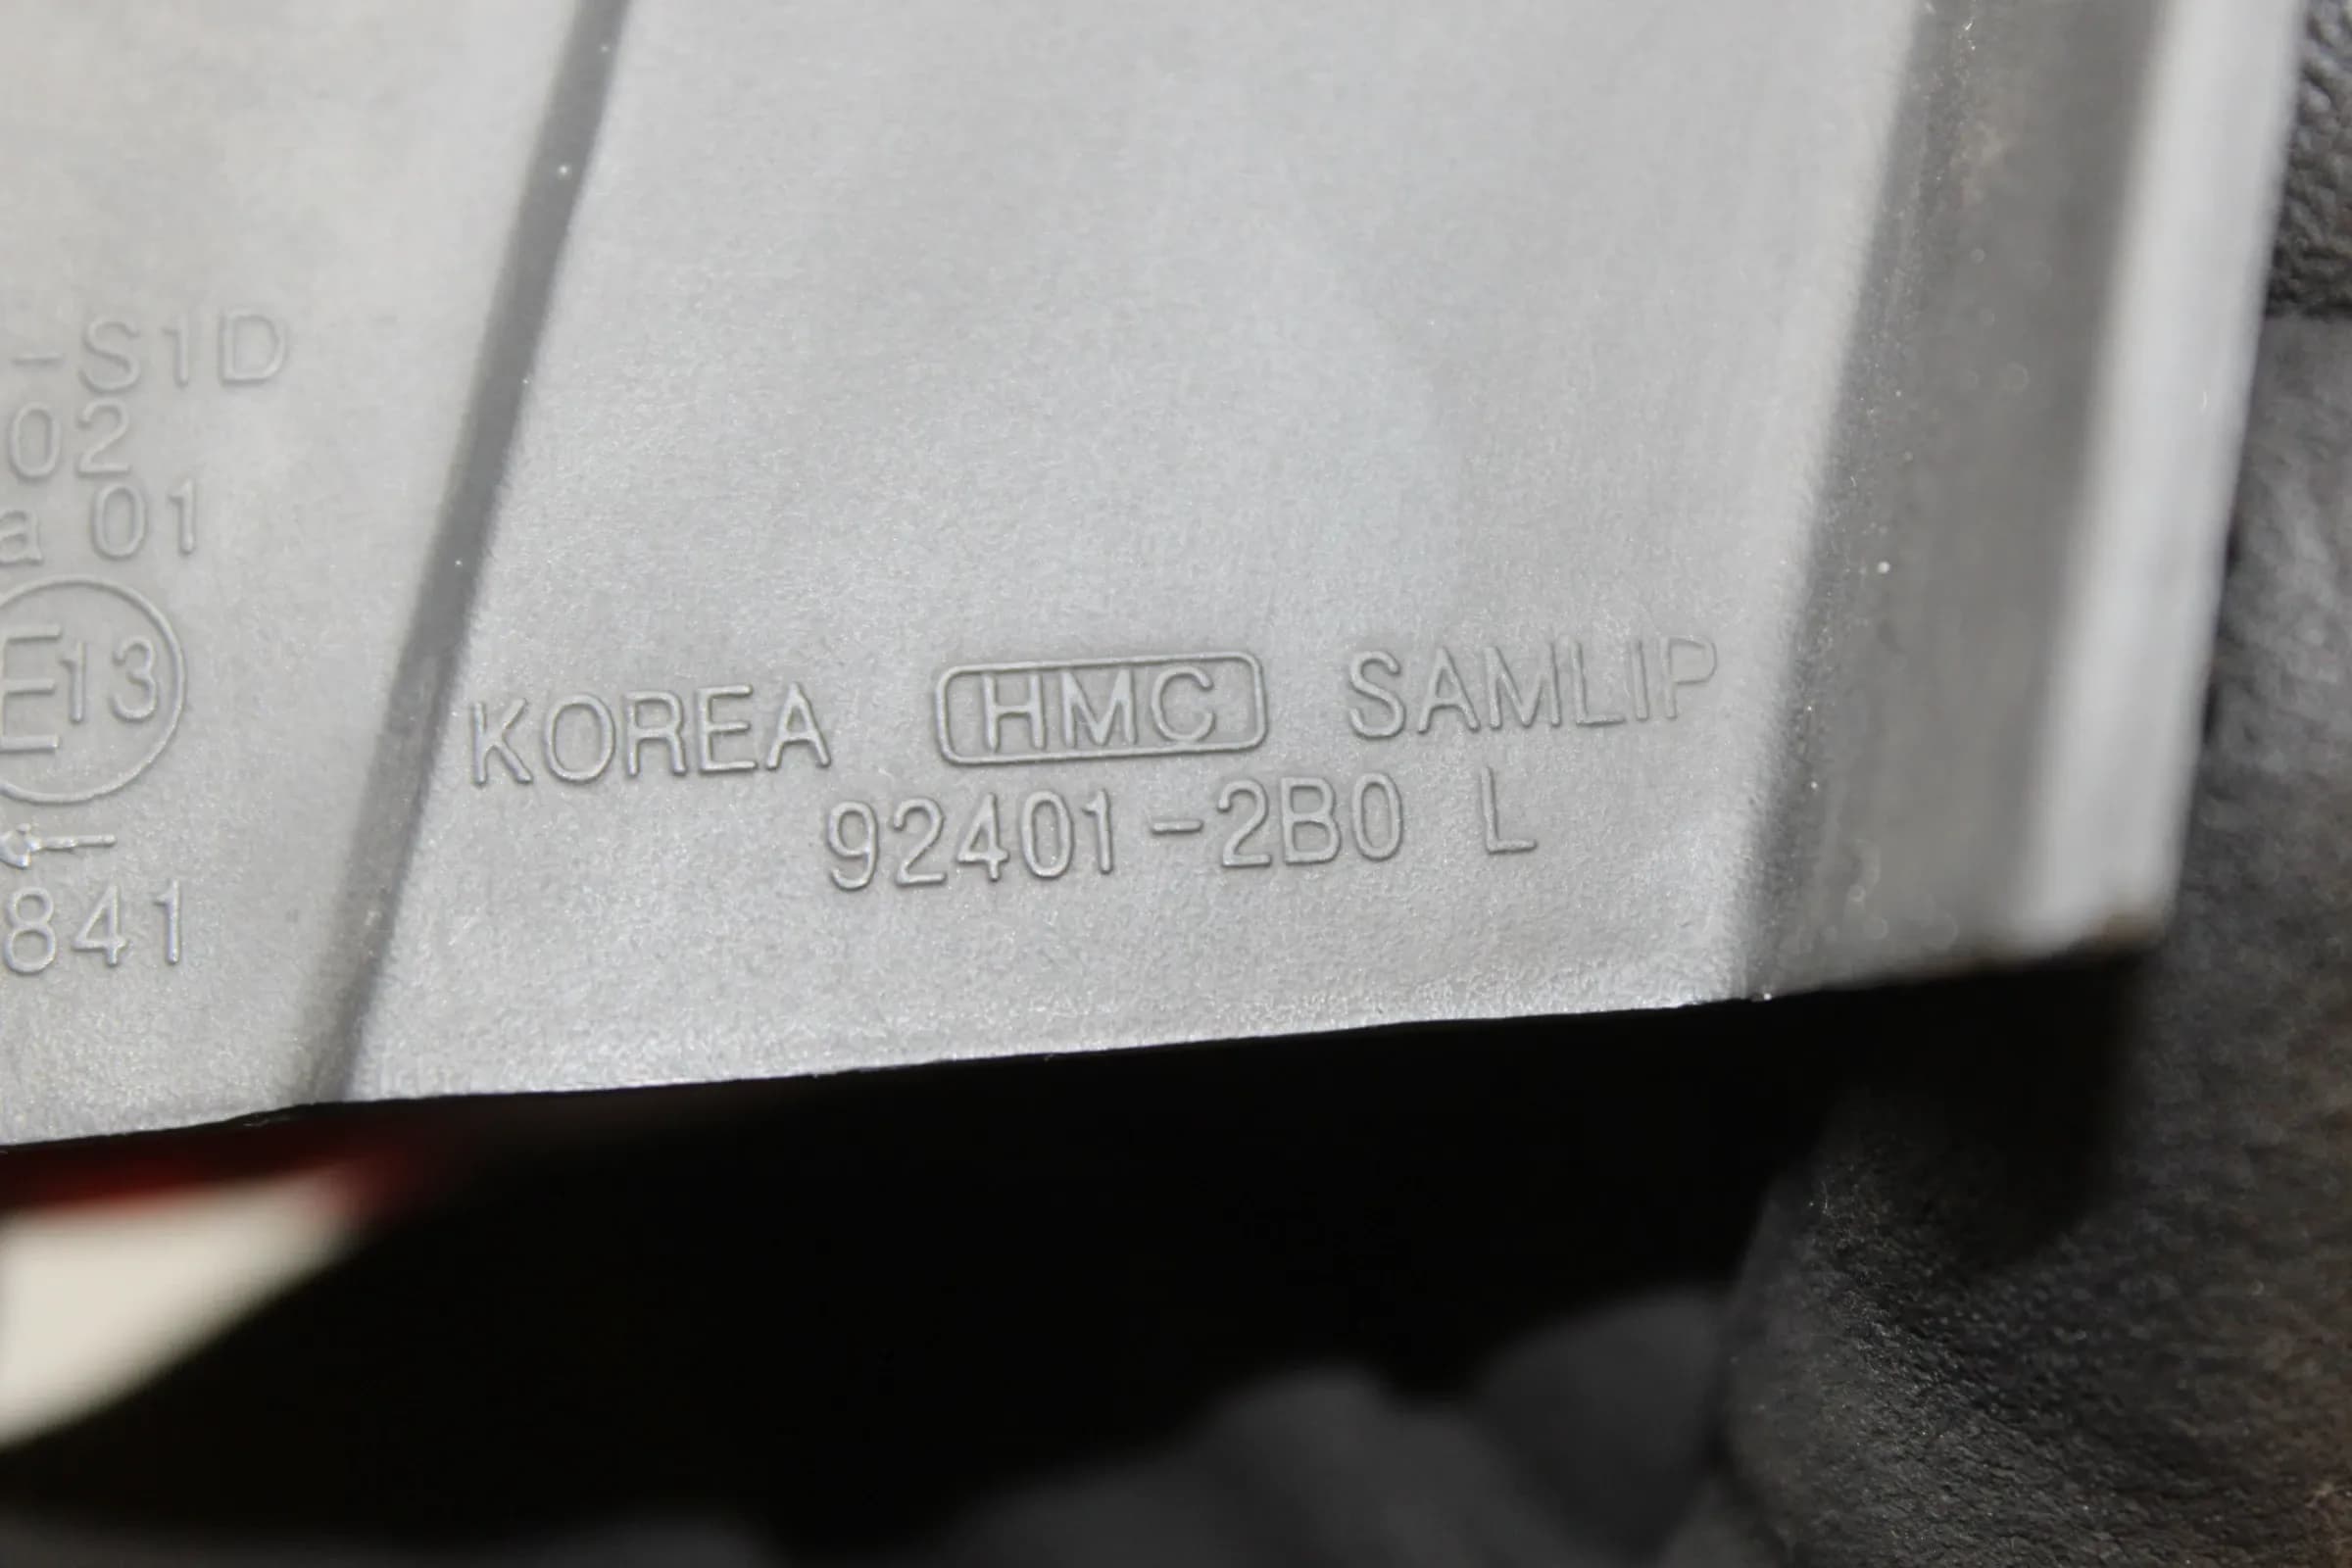 -S1D
02
a 01
E13
841
KOREA HMC SAMLIP
92401-2B0 L